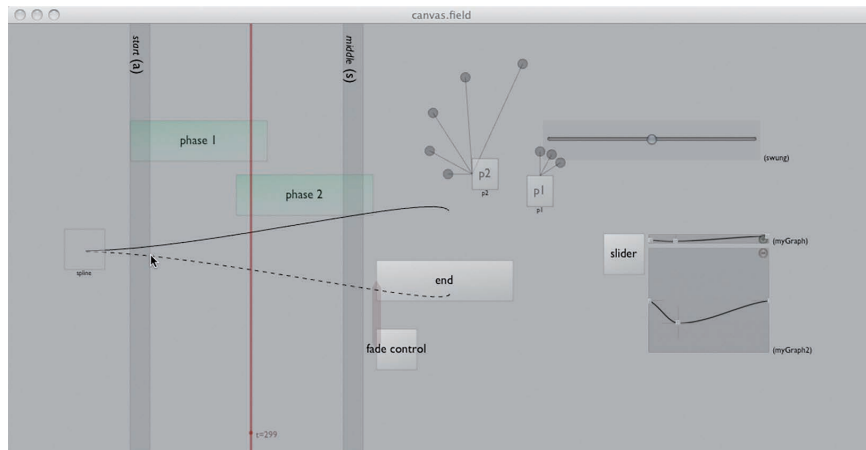 canvas.field
start (a)
middle (s)
phase 1
phase 2
p2
p2
p1
p1
(swung)
spline
end
fade control
slider
(myGraph)
(myGraph2)
t=299